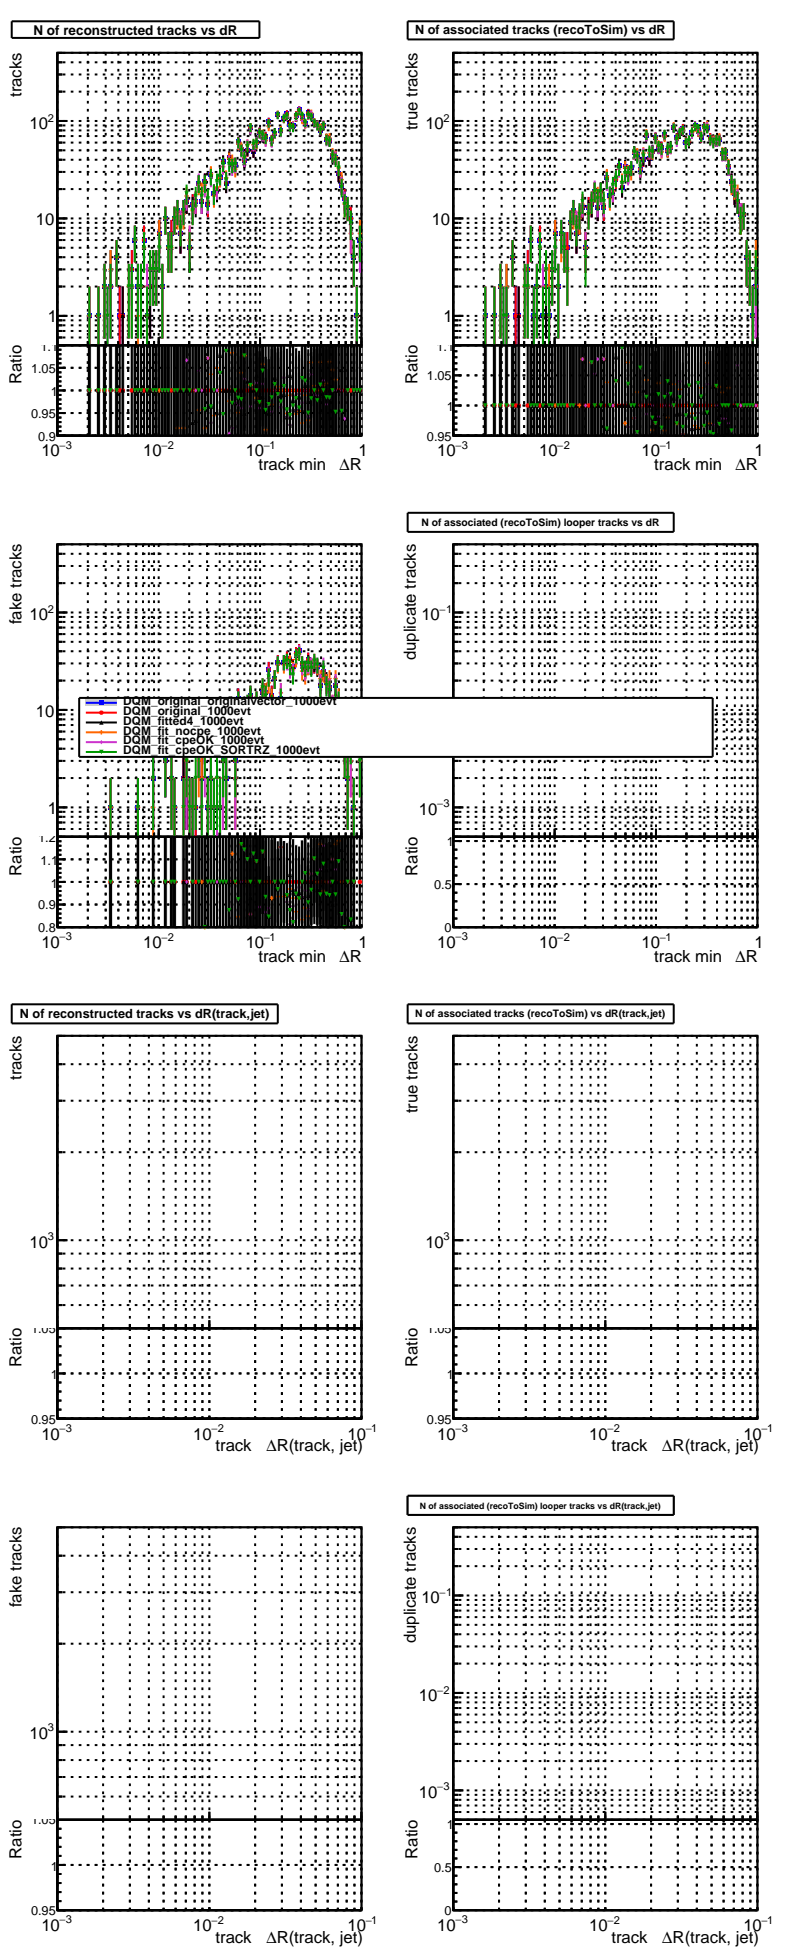 N of reconstructed tracks vs dR
tracks
10²
10
1
Ratio
1.1
1.05
1
0.95
0.9
10⁻³
10⁻²
10⁻¹
1
track min ΔR
N of associated tracks (recoToSim) vs dR
true tracks
10²
10
1
Ratio
1.1
1.05
1
0.95
10⁻³
10⁻²
10⁻¹
1
track min ΔR
fake tracks
10²
10
1
Ratio
1.2
1.1
1
0.9
0.8
10⁻³
10⁻²
10⁻¹
1
track min ΔR
N of associated (recoToSim) looper tracks vs dR
duplicate tracks
10⁻¹
10⁻³
Ratio
1
0.5
0
10⁻³
10⁻²
10⁻¹
1
track min ΔR
DQM_original_originalvector_1000evt
DQM_original_1000evt
DQM_fitted4_1000evt
DQM_fit_nocpe_1000evt
DQM_fit_cpeOK_1000evt
DQM_fit_cpeOK_SORTRZ_1000evt
N of reconstructed tracks vs dR(track,jet)
tracks
10³
Ratio
1.05
1
0.95
10⁻³
10⁻²
10⁻¹
track ΔR(track, jet)
N of associated tracks (recoToSim) vs dR(track,jet)
true tracks
10³
Ratio
1.05
1
0.95
10⁻³
10⁻²
10⁻¹
track ΔR(track, jet)
fake tracks
10³
Ratio
1.05
1
0.95
10⁻³
10⁻²
10⁻¹
track ΔR(track, jet)
N of associated (recoToSim) looper tracks vs dR(track,jet)
duplicate tracks
10⁻¹
10⁻²
10⁻³
Ratio
1
0.5
0
10⁻³
10⁻²
10⁻¹
track ΔR(track, jet)